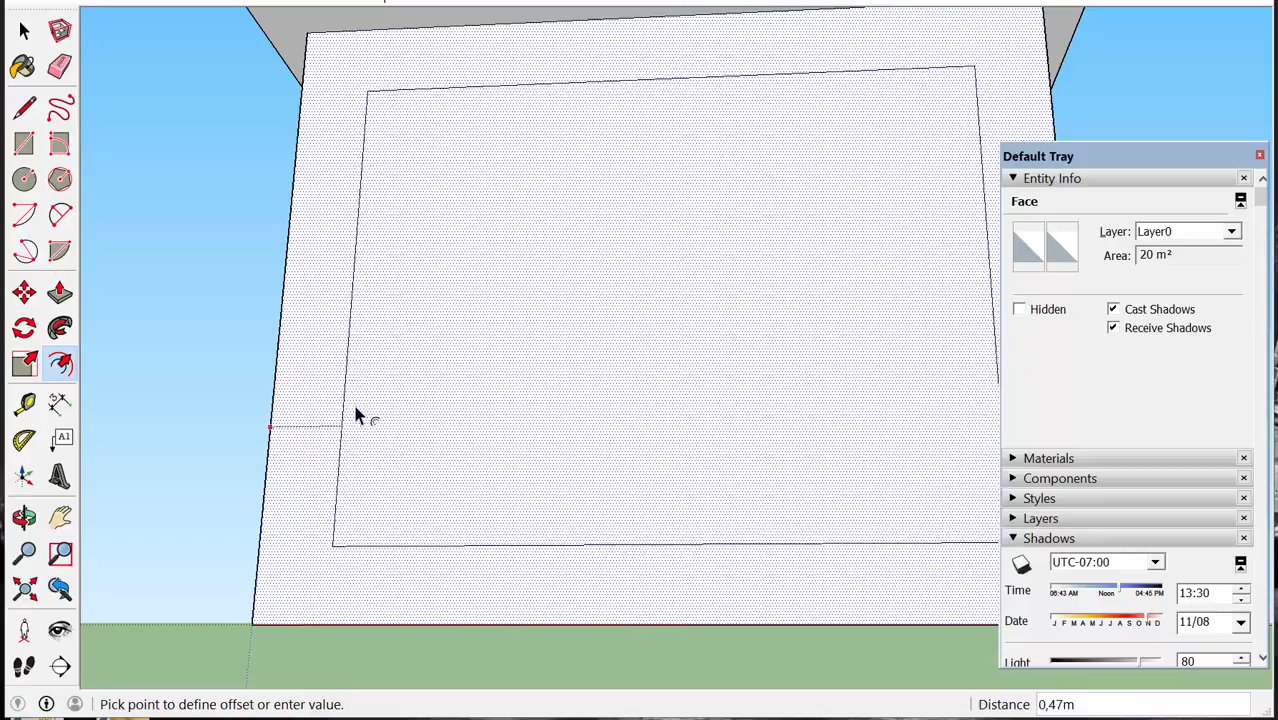 Default Tray
Entity Info
Face
Layer: Layer0
Area: 20 m²
Hidden
Cast Shadows
Receive Shadows
Materials
Components
Styles
Layers
Shadows
UTC-07:00
Time 06:43 AM Noon 04:45 PM 13:30
Date J F M A M J J A S O N D 11/08
Light 80
A1
Pick point to define offset or enter value.
Distance 0,47m